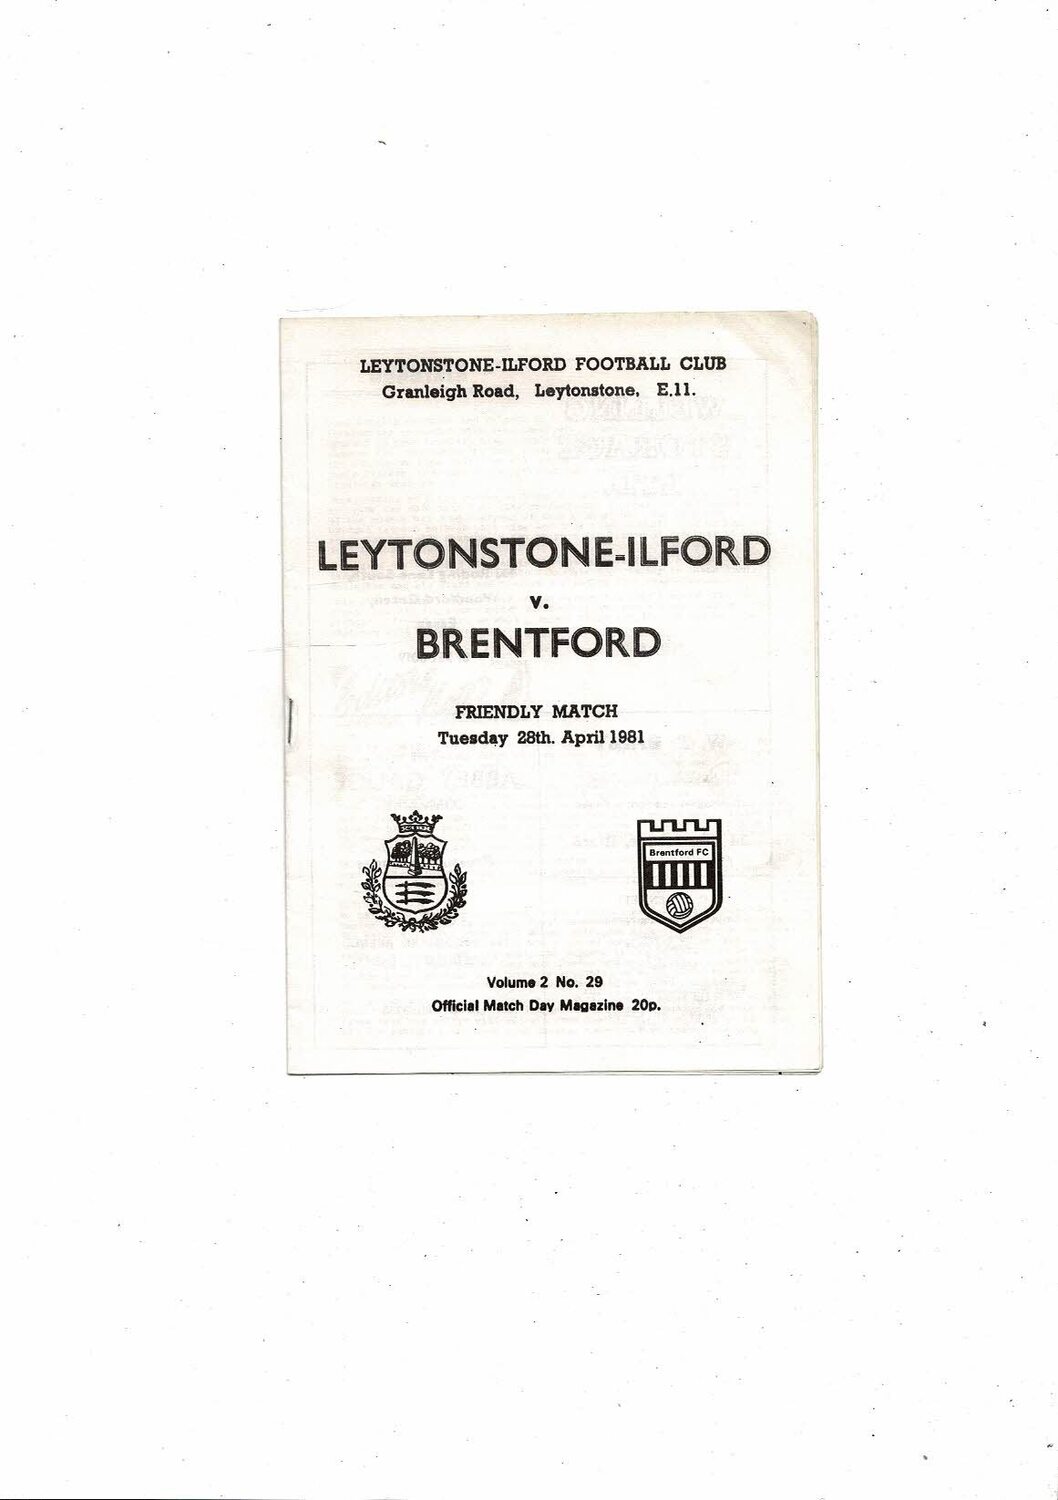 LEYTONSTONE-ILFORD FOOTBALL CLUB
Granleigh Road, Leytonstone, E.11.
LEYTONSTONE-ILFORD
v.
BRENTFORD
FRIENDLY MATCH
Tuesday 28th. April 1981
Brentford FC
Volume 2 No. 29
Official Match Day Magazine 20p.